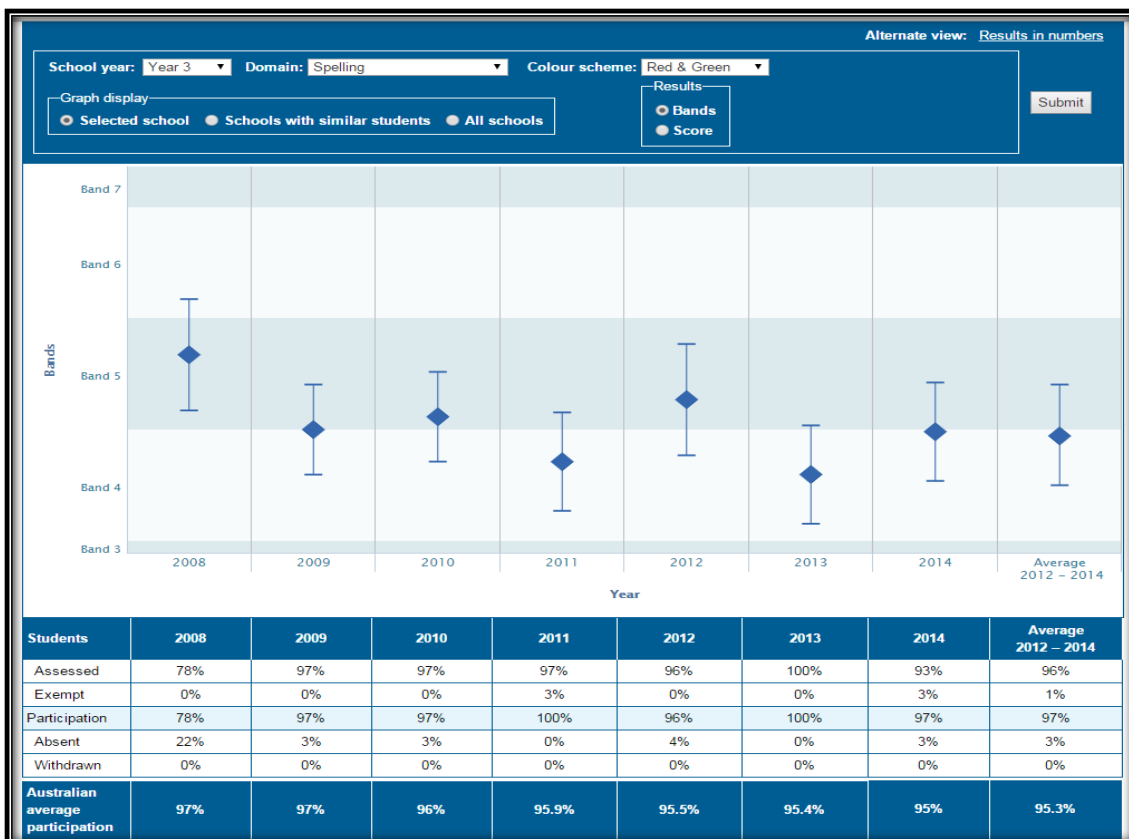 Alternate view: Results in numbers
School year: Year 3 Domain: Spelling Colour scheme: Red & Green
Graph display
Selected school Schools with similar students All schools
Results
Bands
Score
Submit
Band 7
Band 6
Band 5
Band 4
Band 3
Bands
2008 2009 2010 2011 2012 2013 2014 Average
2012 – 2014
Year
Students 2008 2009 2010 2011 2012 2013 2014 Average
2012 – 2014
Assessed 78% 97% 97% 97% 96% 100% 93% 96%
Exempt 0% 0% 0% 3% 0% 0% 3% 1%
Participation 78% 97% 97% 100% 96% 100% 97% 97%
Absent 22% 3% 3% 0% 4% 0% 3% 3%
Withdrawn 0% 0% 0% 0% 0% 0% 0% 0%
Australian
average
participation 97% 97% 96% 95.9% 95.5% 95.4% 95% 95.3%